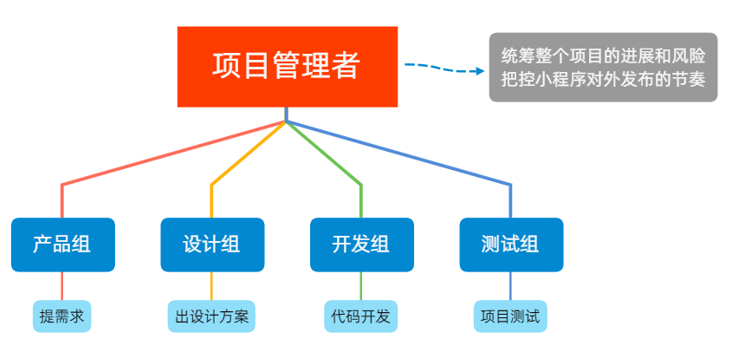 项目管理者
统筹整个项目的进展和风险
把控小程序对外发布的节奏
产品组
设计组
开发组
测试组
提需求
出设计方案
代码开发
项目测试